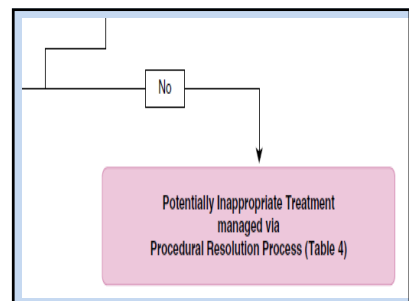 No
Potentially Inappropriate Treatment
managed via
Procedural Resolution Process (Table 4)